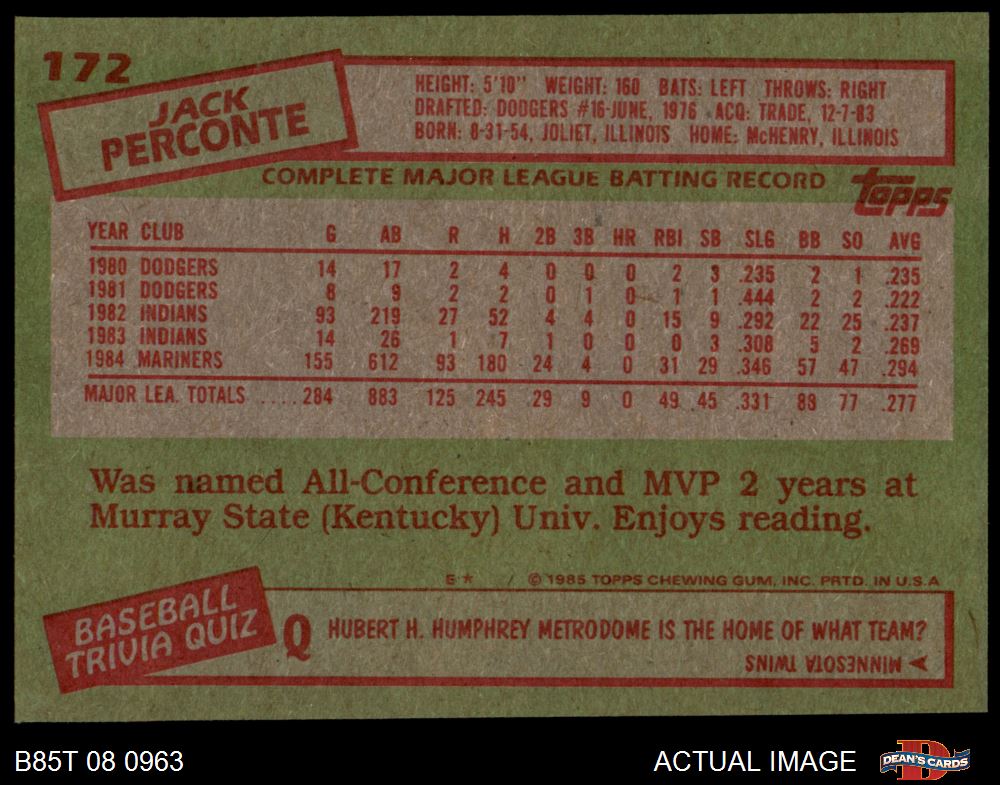 172
JACK
PERCONTE
HEIGHT: 5'10" WEIGHT: 160 BATS: LEFT THROWS: RIGHT
DRAFTED: DODGERS #16-JUNE, 1976 ACQ: TRADE, 12-7-83
BORN: 8-31-54, JOLIET, ILLINOIS HOME: McHENRY, ILLINOIS
COMPLETE MAJOR LEAGUE BATTING RECORD
topps
YEAR CLUB G AB R H 2B 3B HR RBI SB SLG BB SO AVG
1980 DODGERS 14 17 2 4 0 0 0 2 3 .235 2 1 .235
1981 DODGERS 8 9 2 2 0 1 0 1 1 .444 2 2 .222
1982 INDIANS 93 219 27 52 4 4 0 15 9 .292 22 25 .237
1983 INDIANS 14 26 1 7 1 0 0 0 3 .308 5 2 .269
1984 MARINERS 155 612 93 180 24 4 0 31 29 .346 57 47 .294
MAJOR LEA. TOTALS ..... 284 883 125 245 29 9 0 49 45 .331 88 77 .277
Was named All-Conference and MVP 2 years at
Murray State (Kentucky) Univ. Enjoys reading.
5* © 1985 TOPPS CHEWING GUM, INC. PRTD. IN U.S.A
BASEBALL
TRIVIA QUIZ
Q HUBERT H. HUMPHREY METRODOME IS THE HOME OF WHAT TEAM?
MINNESOTA TWINS
B85T 08 0963
ACTUAL IMAGE
D
DEAN'S CARDS